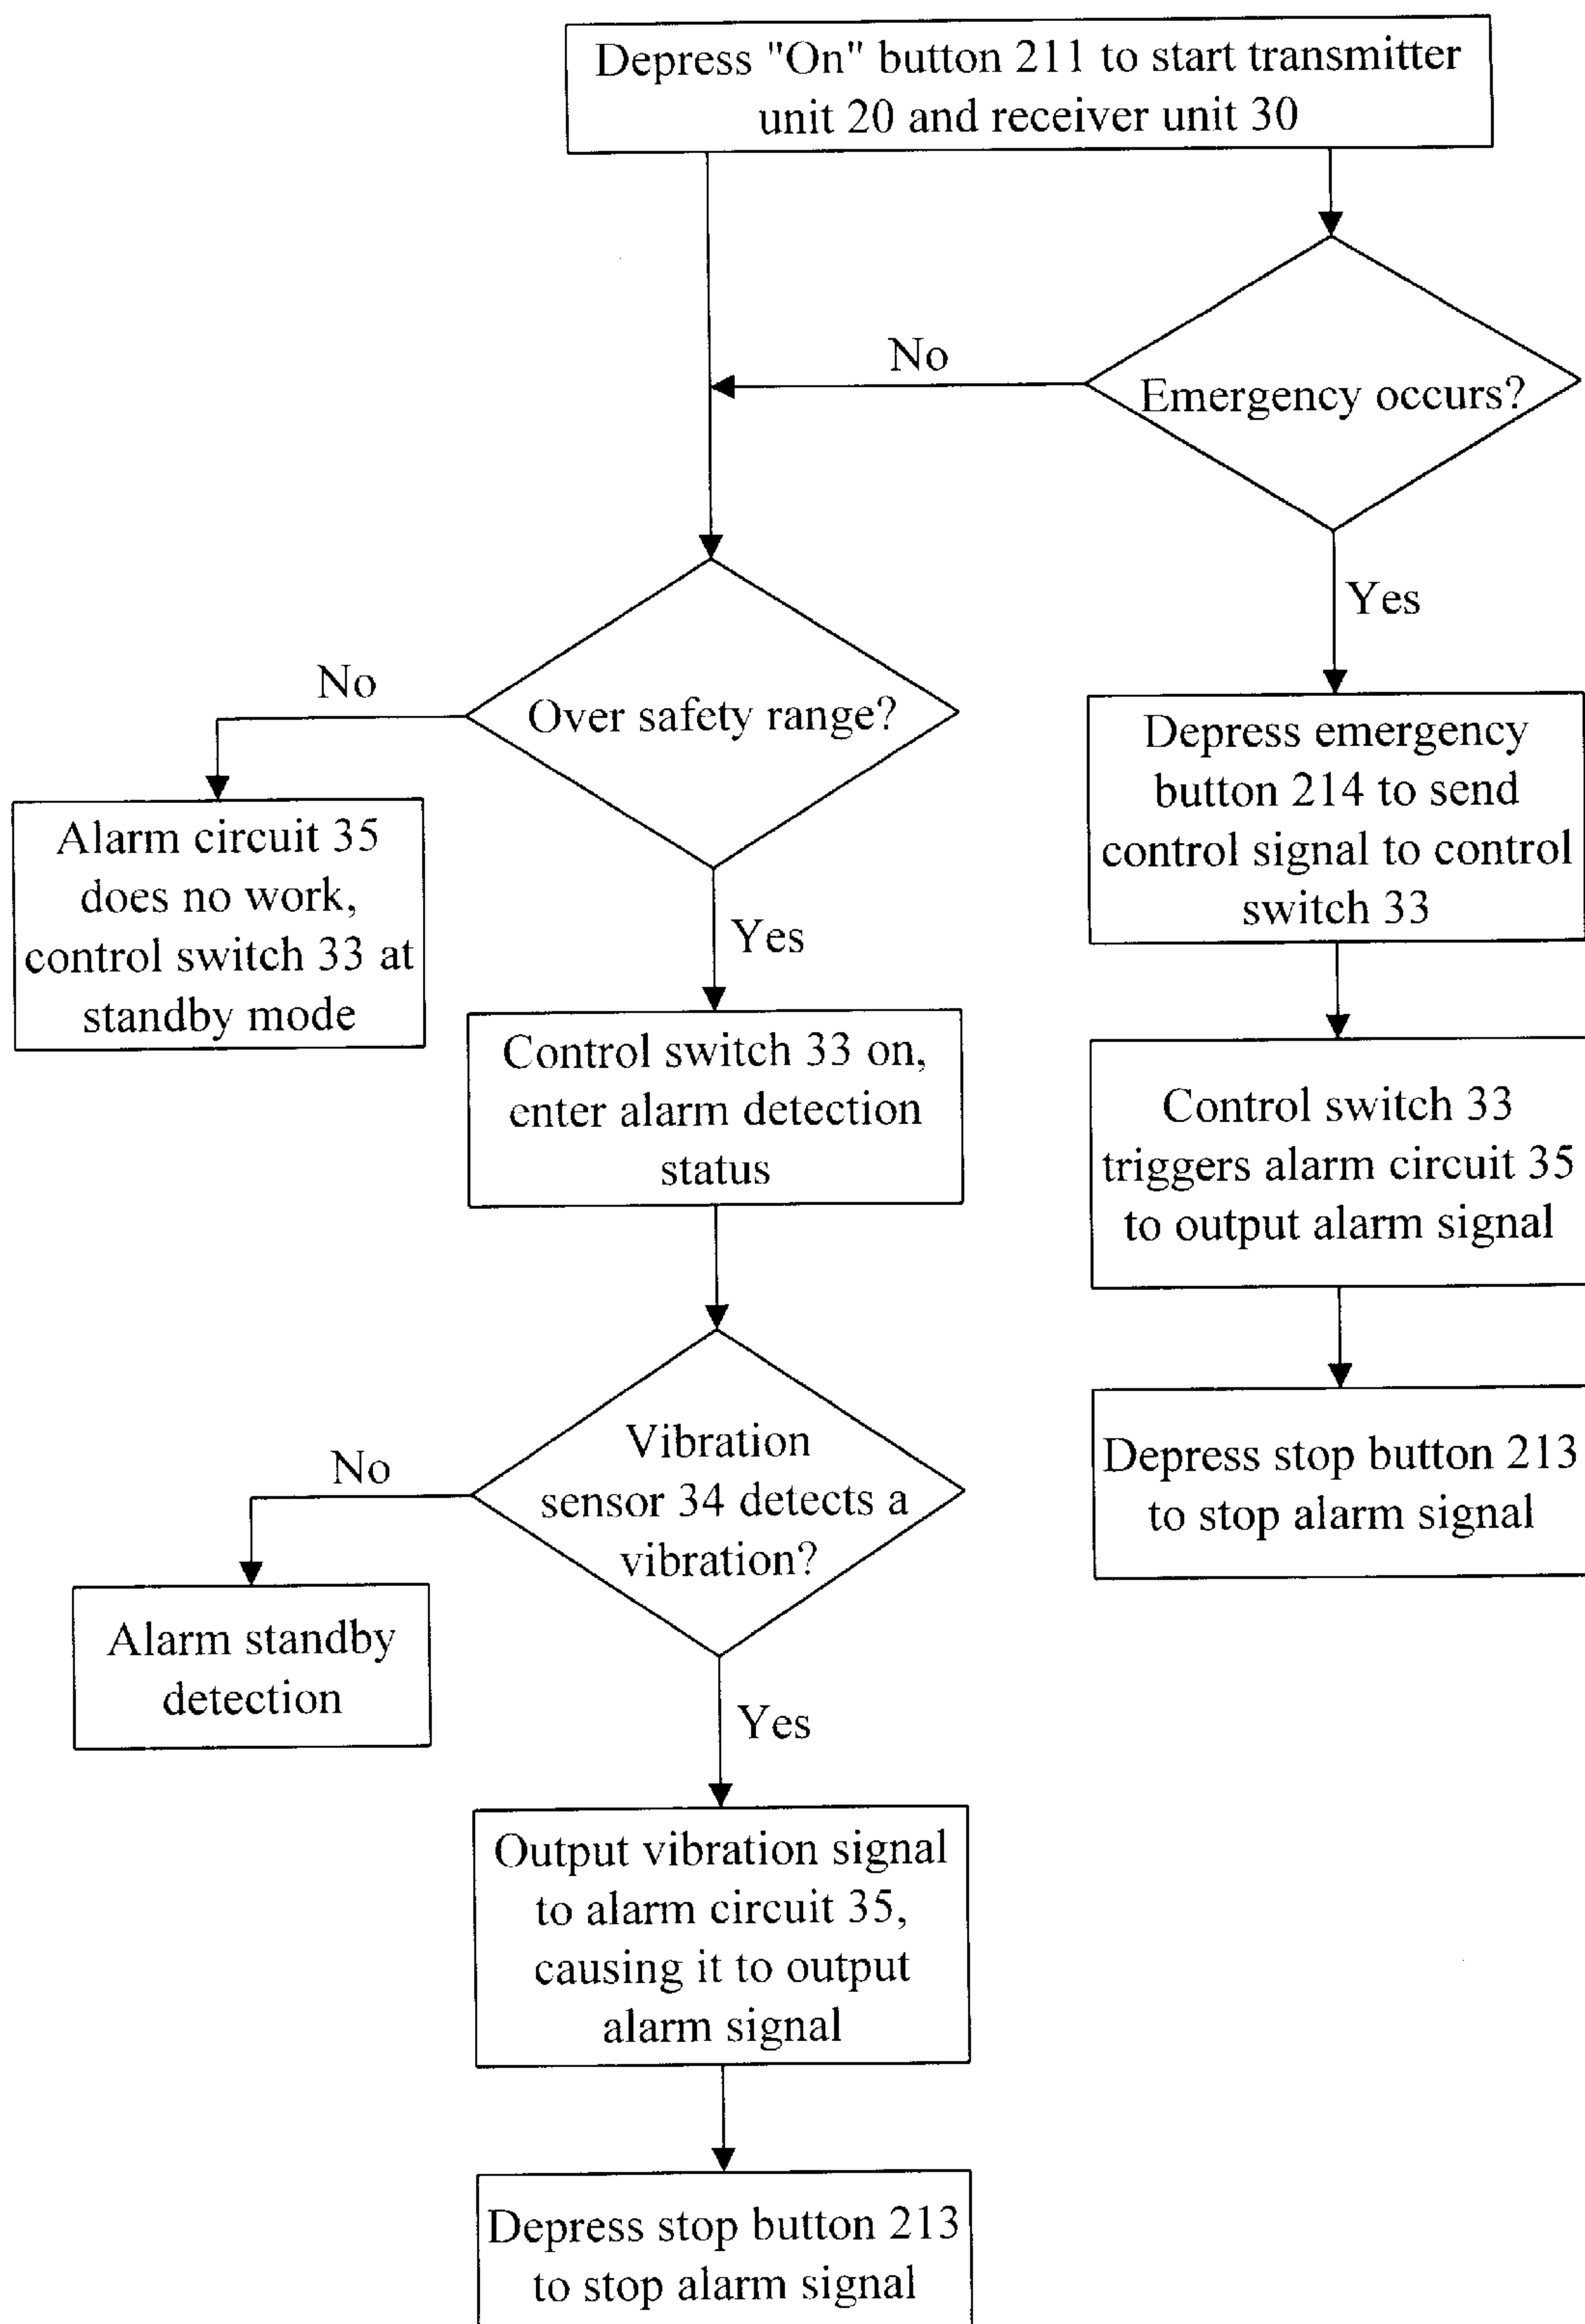 Depress "On" button 211 to start transmitter
unit 20 and receiver unit 30
No
Emergency occurs?
Yes
No
Over safety range?
Depress emergency
button 214 to send
control signal to control
switch 33
Alarm circuit 35
does no work,
control switch 33 at
standby mode
Yes
Control switch 33 on,
enter alarm detection
status
Control switch 33
triggers alarm circuit 35
to output alarm signal
Vibration
sensor 34 detects a
vibration?
No
Depress stop button 213
to stop alarm signal
Alarm standby
detection
Yes
Output vibration signal
to alarm circuit 35,
causing it to output
alarm signal
Depress stop button 213
to stop alarm signal